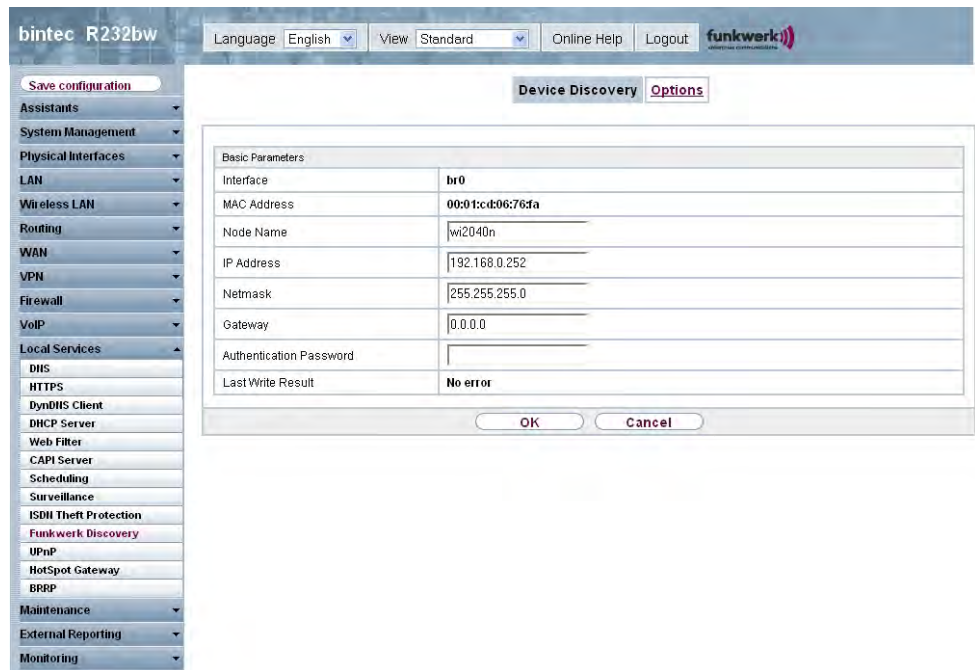 bintec R232bw
Language English View Standard Online Help Logout funkwerk
Save configuration
Assistants
System Management
Physical Interfaces
LAN
Wireless LAN
Routing
WAN
VPN
Firewall
VoIP
Local Services
DNS
HTTPS
DynDNS Client
DHCP Server
Web Filter
CAPI Server
Scheduling
Surveillance
ISDN Theft Protection
Funkwerk Discovery
UPnP
HotSpot Gateway
BRRP
Maintenance
External Reporting
Monitoring
Device Discovery Options
Basic Parameters
Interface br0
MAC Address 00:01:cd:06:76:fa
Node Name wi2040n
IP Address 192.168.0.252
Netmask 255.255.255.0
Gateway 0.0.0.0
Authentication Password
Last Write Result No error
OK Cancel